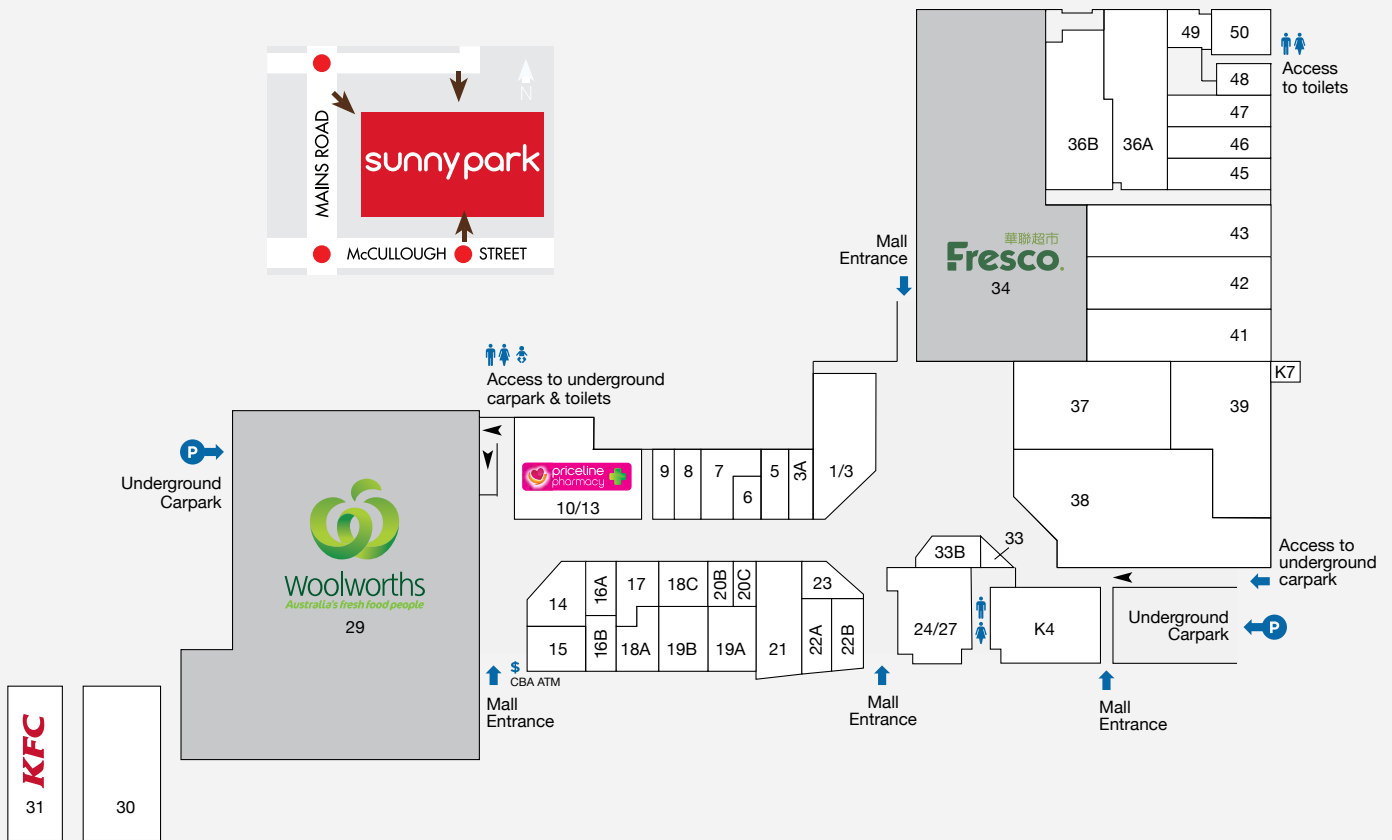 MAINS ROAD
N
sunnypark
McCULLOUGH STREET
49
50
Access
to toilets
48
47
46
45
36B
36A
43
42
41
Mall
Entrance
華聯超市
Fresco.
34
K7
37
39
38
Access to underground
carpark & toilets
P
Underground
Carpark
Woolworths
Australia's fresh food people
29
priceline
pharmacy
10/13
9
8
7
6
5
3A
1/3
14
15
16A
16B
17
18A
18C
19B
20B
20C
19A
21
23
22A
22B
33B
33
24/27
K4
Access to
underground
carpark
Underground
Carpark
P
$
CBA ATM
Mall
Entrance
Mall
Entrance
Mall
Entrance
KFC
31
30